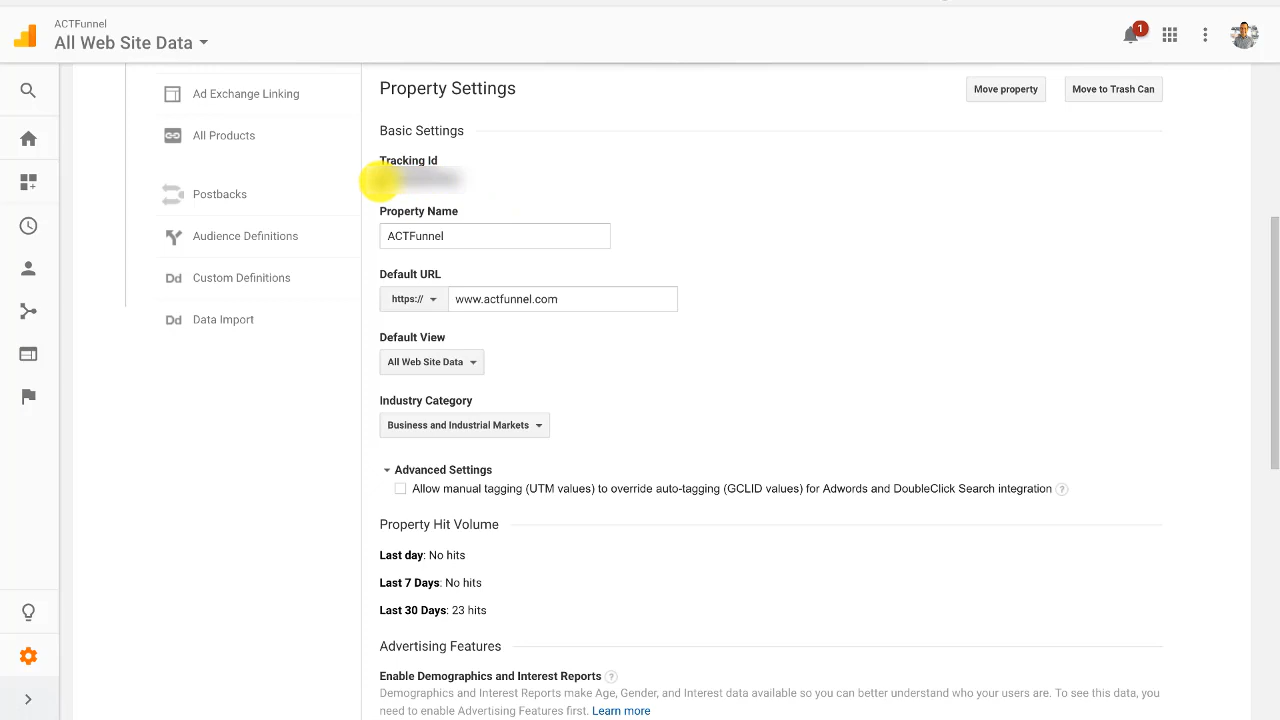 ACTFunnel
All Web Site Data
1
Ad Exchange Linking
All Products
Postbacks
Audience Definitions
Dd Custom Definitions
Dd Data Import
Property Settings
Move property
Move to Trash Can
Basic Settings
Tracking Id
Property Name
ACTFunnel
Default URL
https://
www.actfunnel.com
Default View
All Web Site Data
Industry Category
Business and Industrial Markets
Advanced Settings
Allow manual tagging (UTM values) to override auto-tagging (GCLID values) for Adwords and DoubleClick Search integration ?
Property Hit Volume
Last day: No hits
Last 7 Days: No hits
Last 30 Days: 23 hits
Advertising Features
Enable Demographics and Interest Reports ?
Demographics and Interest Reports make Age, Gender, and Interest data available so you can better understand who your users are. To see this data, you
need to enable Advertising Features first. Learn more